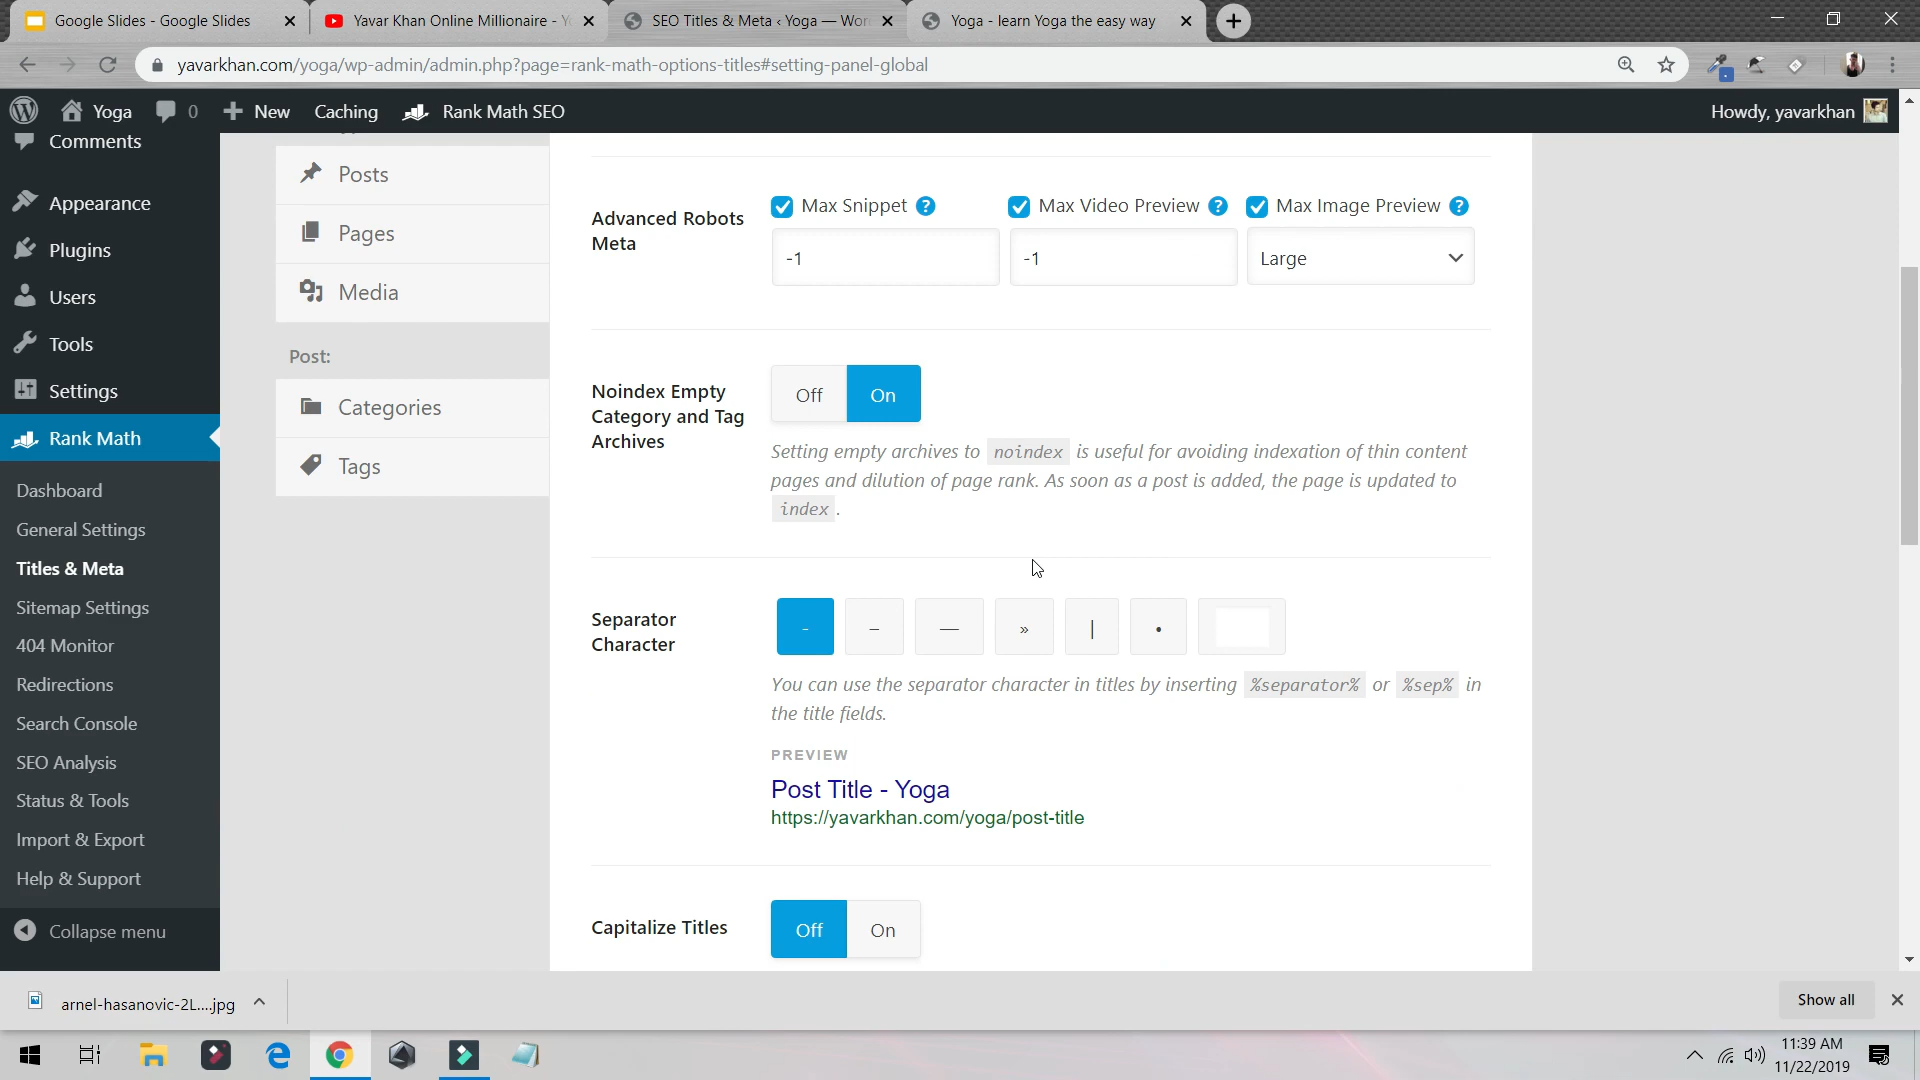 Google Slides - Google Slides
Yavar Khan Online Millionaire - Yo
SEO Titles & Meta ‹ Yoga — Wor
Yoga - learn Yoga the easy way
yavarkhan.com/yoga/wp-admin/admin.php?page=rank-math-options-titles#setting-panel-global
Yoga
0
New
Caching
Rank Math SEO
Howdy, yavarkhan
Comments
Appearance
Plugins
Users
Tools
Settings
Rank Math
Dashboard
General Settings
Titles & Meta
Sitemap Settings
404 Monitor
Redirections
Search Console
SEO Analysis
Status & Tools
Import & Export
Help & Support
Collapse menu
Posts
Pages
Media
Post:
Categories
Tags
Advanced Robots
Meta
Max Snippet ?
Max Video Preview ?
Max Image Preview ?
-1
-1
Large
Noindex Empty
Category and Tag
Archives
Off
On
Setting empty archives to noindex is useful for avoiding indexation of thin content
pages and dilution of page rank. As soon as a post is added, the page is updated to
index .
Separator
Character
- – — » | •
You can use the separator character in titles by inserting %separator% or %sep% in
the title fields.
PREVIEW
Post Title - Yoga
https://yavarkhan.com/yoga/post-title
Capitalize Titles
Off
On
arnel-hasanovic-2L....jpg
Show all
11:39 AM
11/22/2019